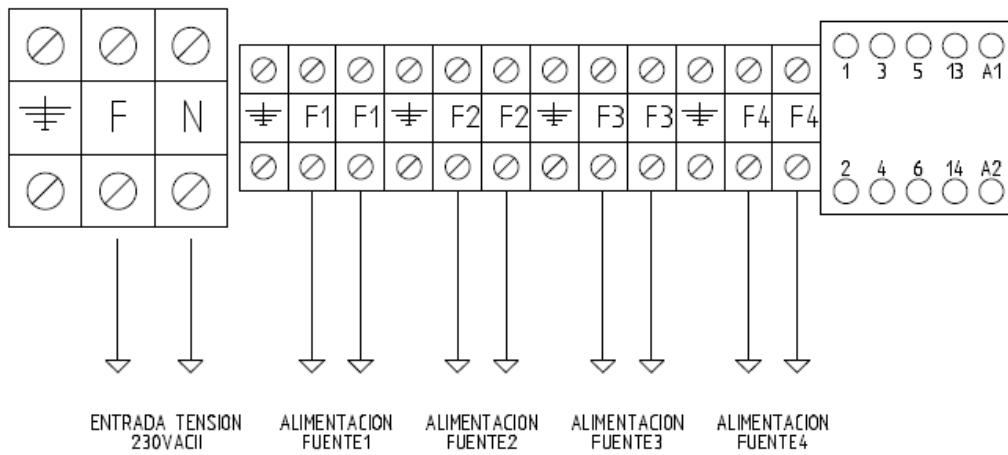 F N
F1 F1 F2 F2 F3 F3 F4 F4
1 3 5 13 A1
2 4 6 14 A2
ENTRADA TENSION
230VACII
ALIMENTACION
FUENTE1
ALIMENTACION
FUENTE2
ALIMENTACION
FUENTE3
ALIMENTACION
FUENTE4